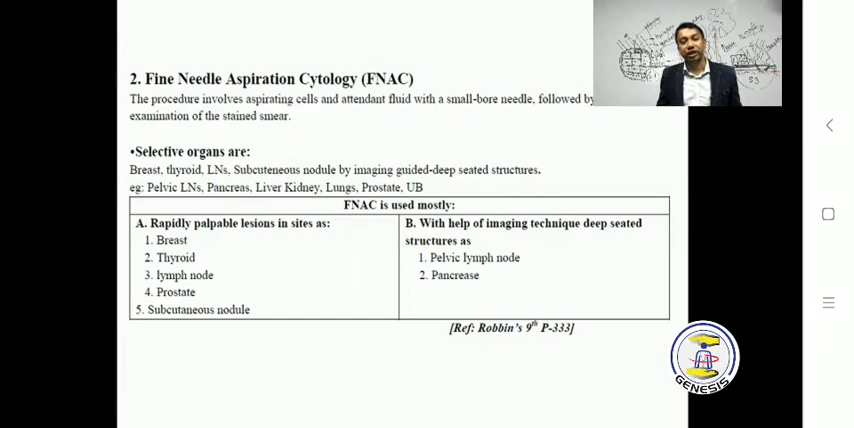 2. Fine Needle Aspiration Cytology (FNAC)
The procedure involves aspirating cells and attendant fluid with a small-bore needle, followed by
examination of the stained smear.
•Selective organs are:
Breast, thyroid, LNs, Subcuteneous nodule by imaging guided-deep seated structures.
eg: Pelvic LNs, Pancreas, Liver Kidney, Lungs, Prostate, UB
FNAC is used mostly:
A. Rapidly palpable lesions in sites as:
1. Breast
2. Thyroid
3. lymph node
4. Prostate
5. Subcutaneous nodule
B. With help of imaging technique deep seated
structures as
1. Pelvic lymph node
2. Pancrease
[Ref: Robbin's 9th P-333]
GENESIS